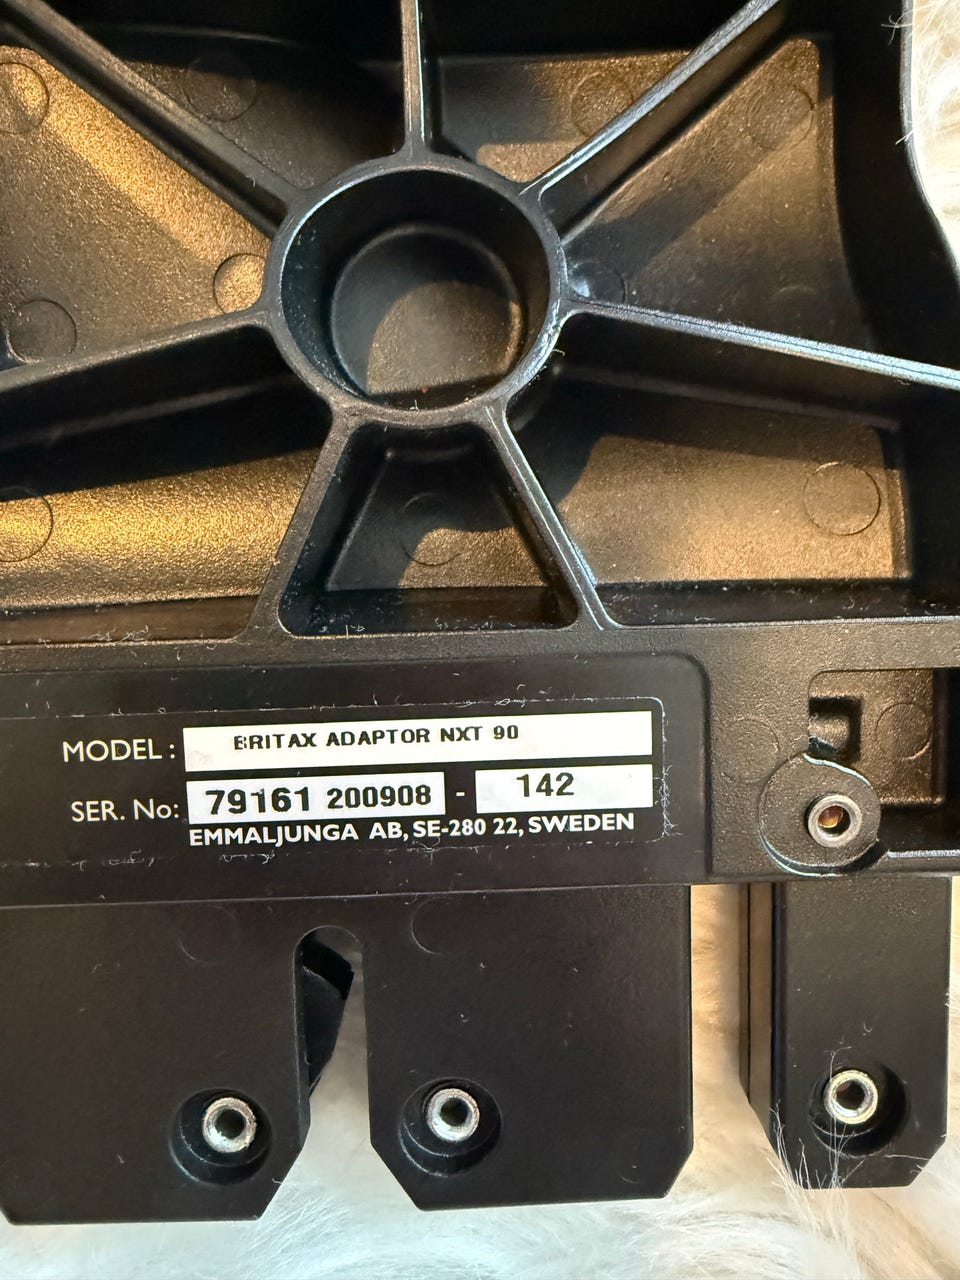 MODEL: BRITAX ADAPTOR NXT 90
SER. No: 79161 200908 - 142
EMMALJUNGA AB, SE-280 22, SWEDEN